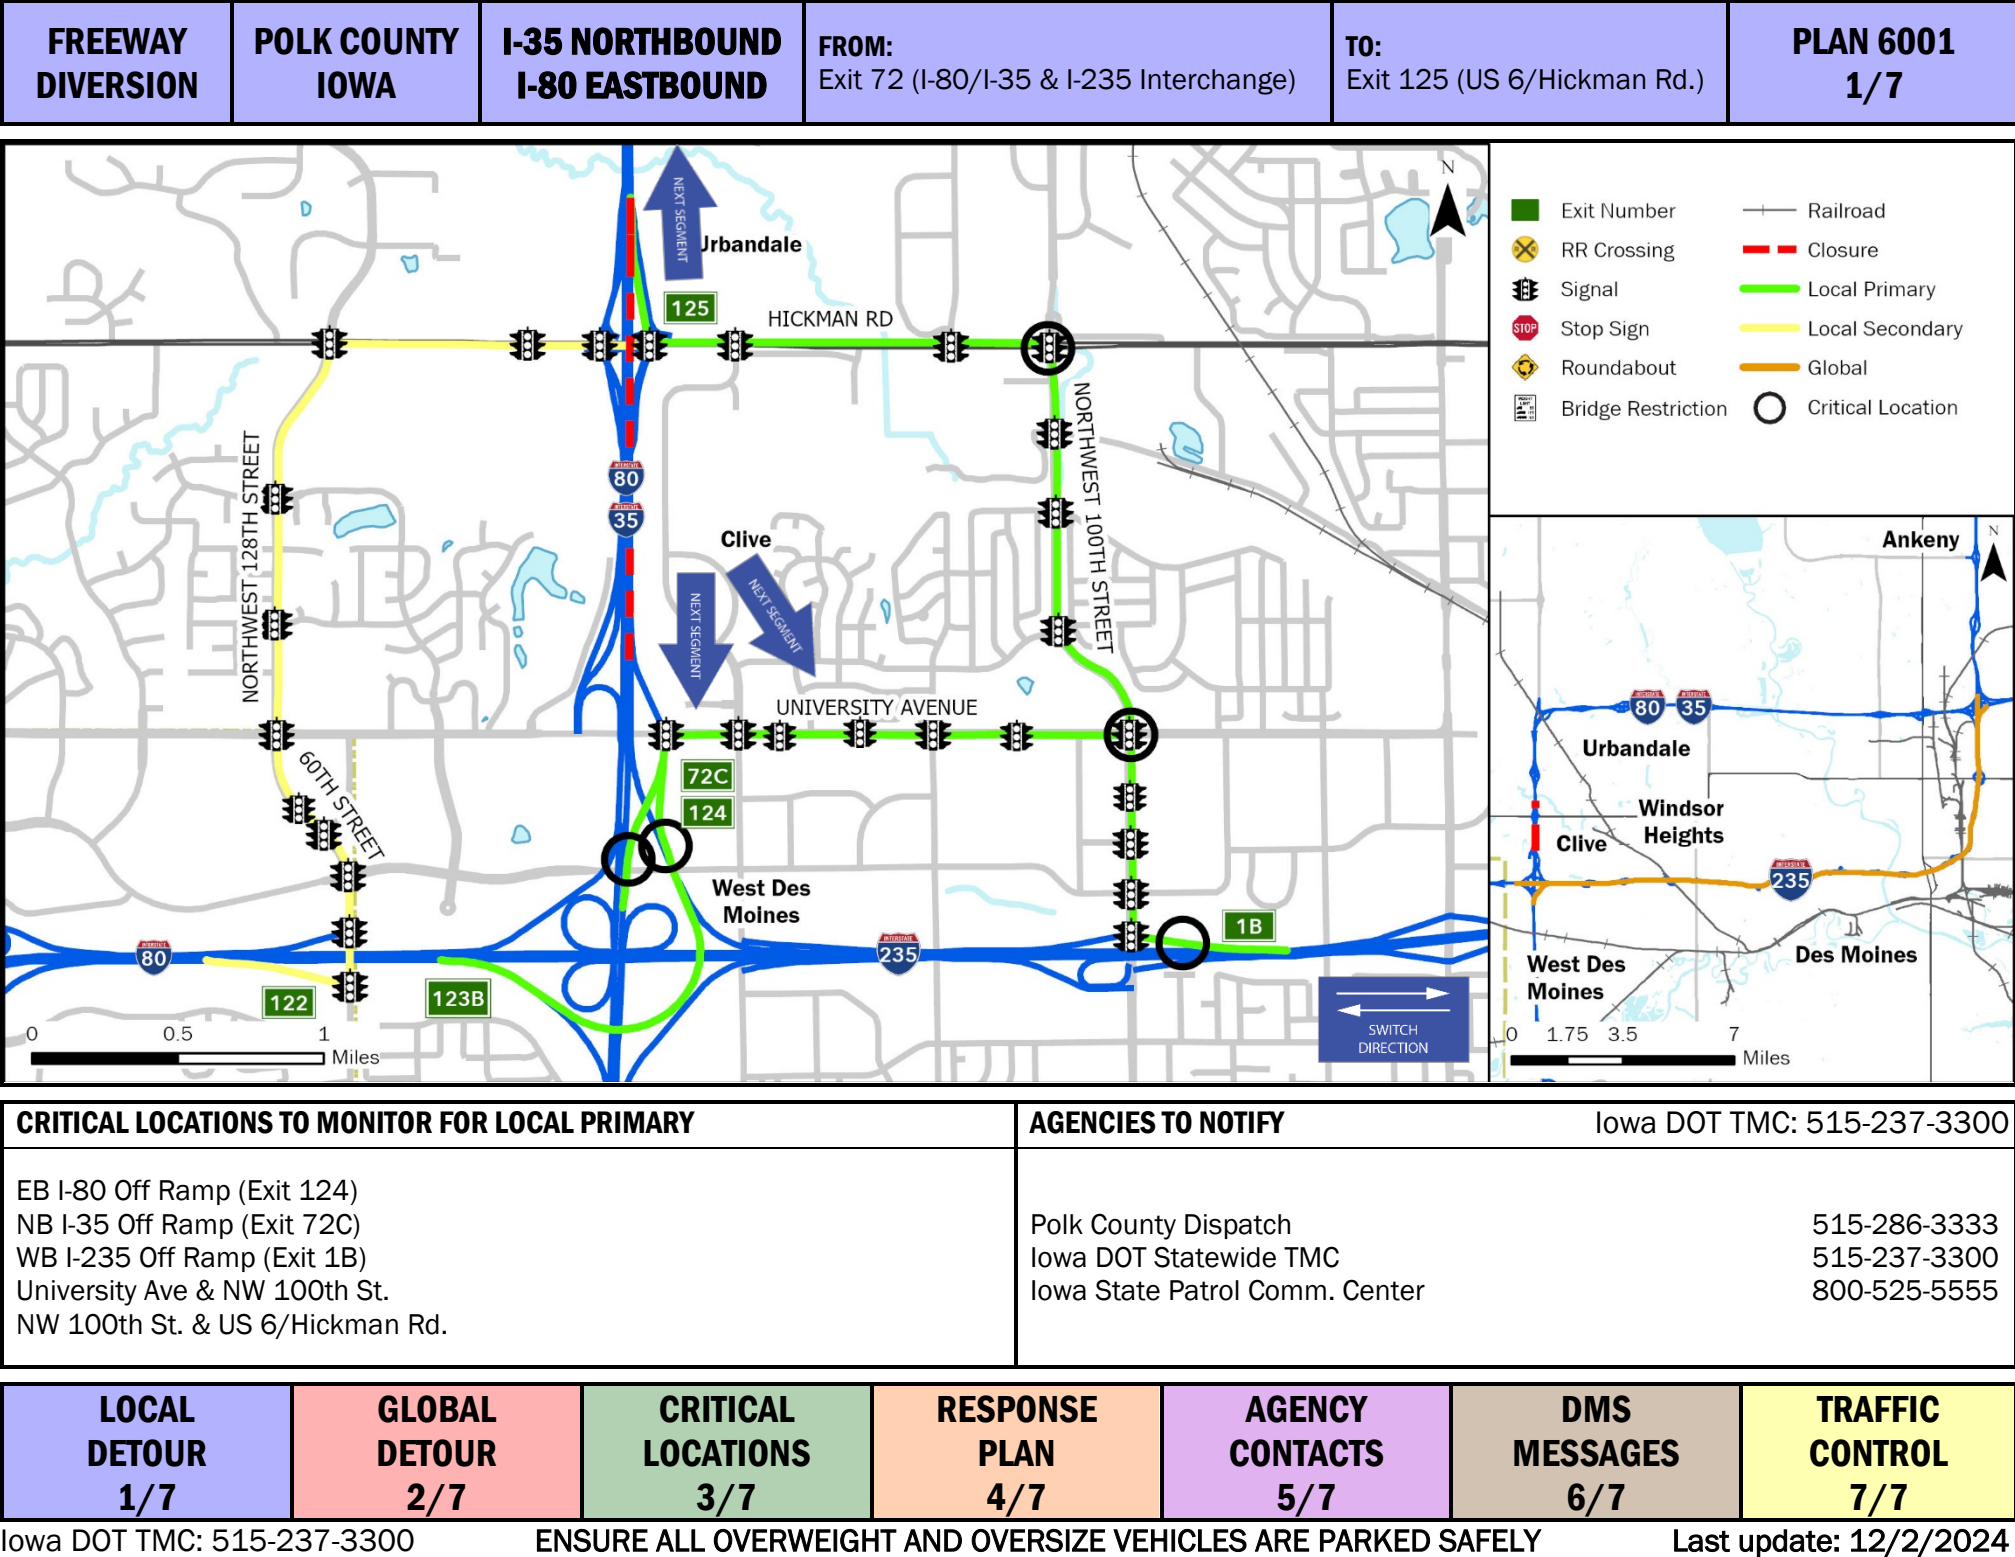 FREEWAY
DIVERSION
POLK COUNTY
IOWA
I-35 NORTHBOUND
I-80 EASTBOUND
FROM:
Exit 72 (I-80/I-35 & I-235 Interchange)
TO:
Exit 125 (US 6/Hickman Rd.)
PLAN 6001
1/7
NEXT SEGMENT
Urbandale
N
125
HICKMAN RD
NORTHWEST 128TH STREET
INTERSTATE
80
INTERSTATE
35
Clive
NEXT SEGMENT
NEXT SEGMENT
NORTHWEST 100TH STREET
UNIVERSITY AVENUE
60TH STREET
72C
124
West Des
Moines
1B
INTERSTATE
80
INTERSTATE
235
122
123B
0 0.5 1
Miles
SWITCH
DIRECTION
Exit Number
RR Crossing
Signal
STOP
Stop Sign
Roundabout
Bridge Restriction
Railroad
Closure
Local Primary
Local Secondary
Global
Critical Location
Ankeny
N
INTERSTATE
80
INTERSTATE
35
Urbandale
Windsor
Heights
Clive
INTERSTATE
235
West Des
Moines
Des Moines
0 1.75 3.5 7
Miles
CRITICAL LOCATIONS TO MONITOR FOR LOCAL PRIMARY
EB I-80 Off Ramp (Exit 124)
NB I-35 Off Ramp (Exit 72C)
WB I-235 Off Ramp (Exit 1B)
University Ave & NW 100th St.
NW 100th St. & US 6/Hickman Rd.
AGENCIES TO NOTIFY Iowa DOT TMC: 515-237-3300
Polk County Dispatch 515-286-3333
Iowa DOT Statewide TMC 515-237-3300
Iowa State Patrol Comm. Center 800-525-5555
LOCAL
DETOUR
1/7
GLOBAL
DETOUR
2/7
CRITICAL
LOCATIONS
3/7
RESPONSE
PLAN
4/7
AGENCY
CONTACTS
5/7
DMS
MESSAGES
6/7
TRAFFIC
CONTROL
7/7
Iowa DOT TMC: 515-237-3300 ENSURE ALL OVERWEIGHT AND OVERSIZE VEHICLES ARE PARKED SAFELY Last update: 12/2/2024